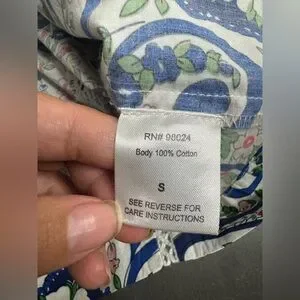 RN# 98024
Body 100% Cotton
S
SEE REVERSE FOR
CARE INSTRUCTIONS